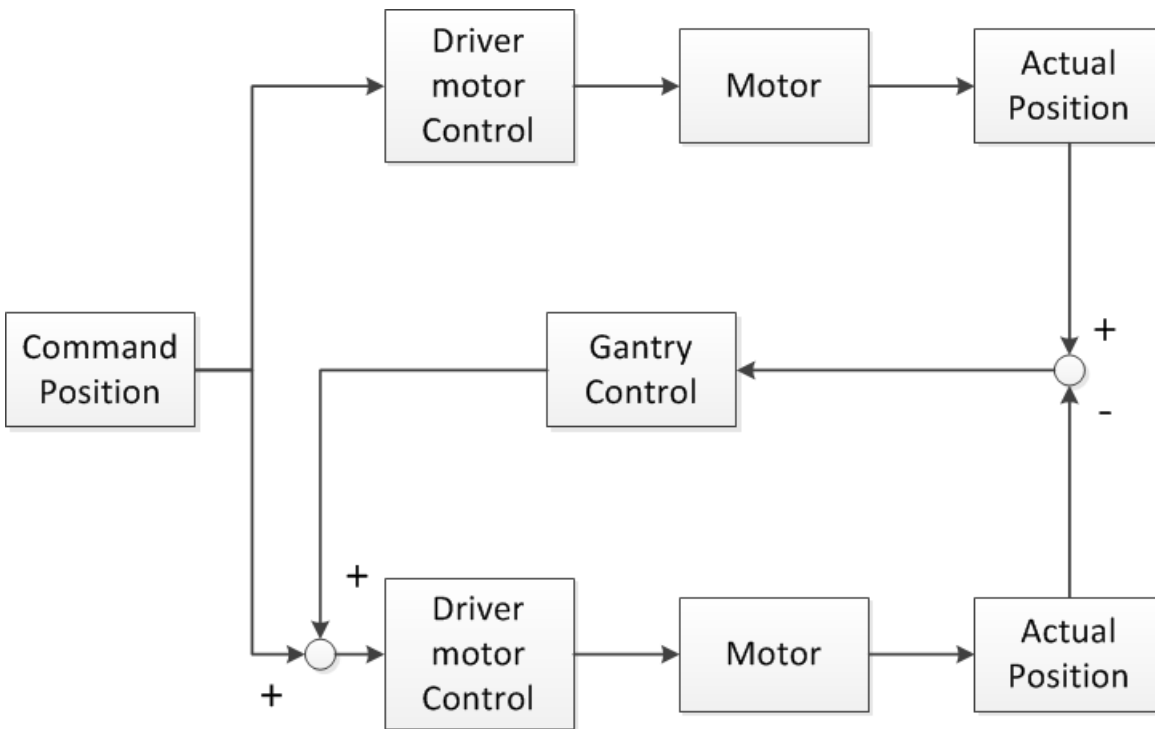 Driver
motor
Control
Motor
Actual
Position
+
Command
Position
Gantry
Control
-
+
+
Driver
motor
Control
Motor
Actual
Position